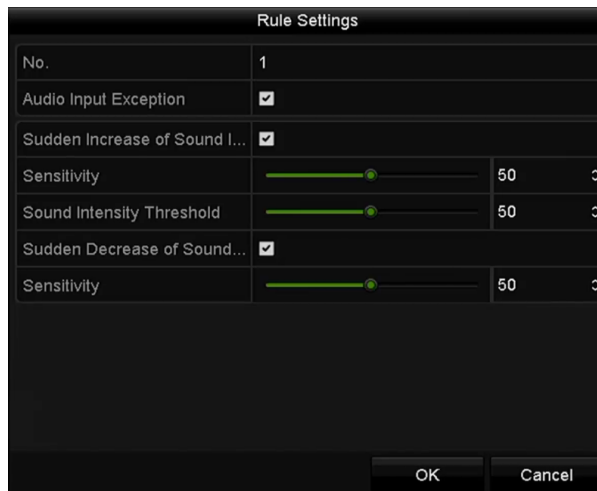 Rule Settings
No. 1
Audio Input Exception
Sudden Increase of Sound I...
Sensitivity 50
Sound Intensity Threshold 50
Sudden Decrease of Sound...
Sensitivity 50
OK Cancel